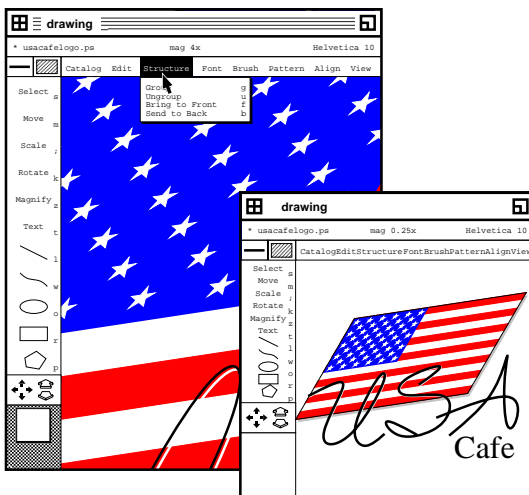 drawing
* usacafelogo.ps mag 4x Helvetica 10
Catalog Edit Structure Font Brush Pattern Align View
Group g
Ungroup u
Bring to Front f
Send to Back b
Select s
Move m
Scale ;
Rotate k
Magnify z
Text t
l
w
o
r
p
drawing
* usacafelogo.ps mag 0.25x Helvetica 10
CatalogEditStructureFontBrushPatternAlignView
Select s
Move m
Scale ;
Rotate k
Magnify z
Text t
l
w
o
r
p
USA
Cafe